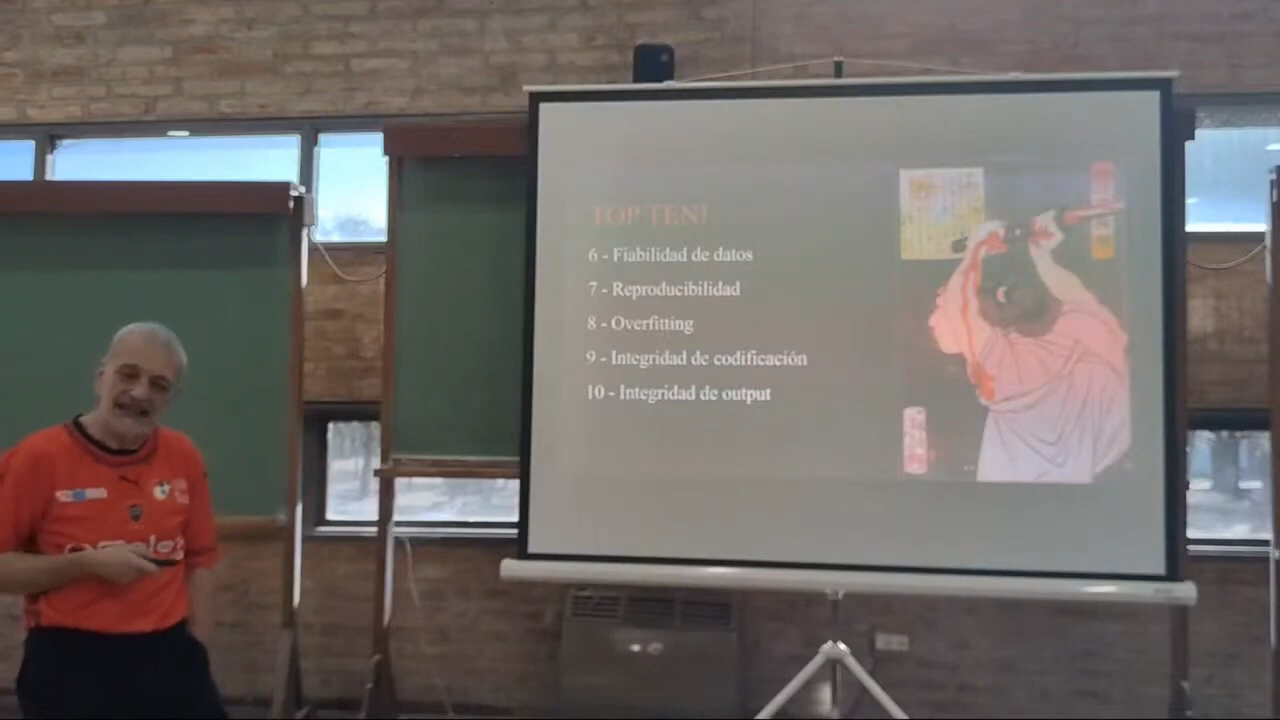 TOP TEN!
6 - Fiabilidad de datos
7 - Reproducibilidad
8 - Overfitting
9 - Integridad de codificación
10 - Integridad de output